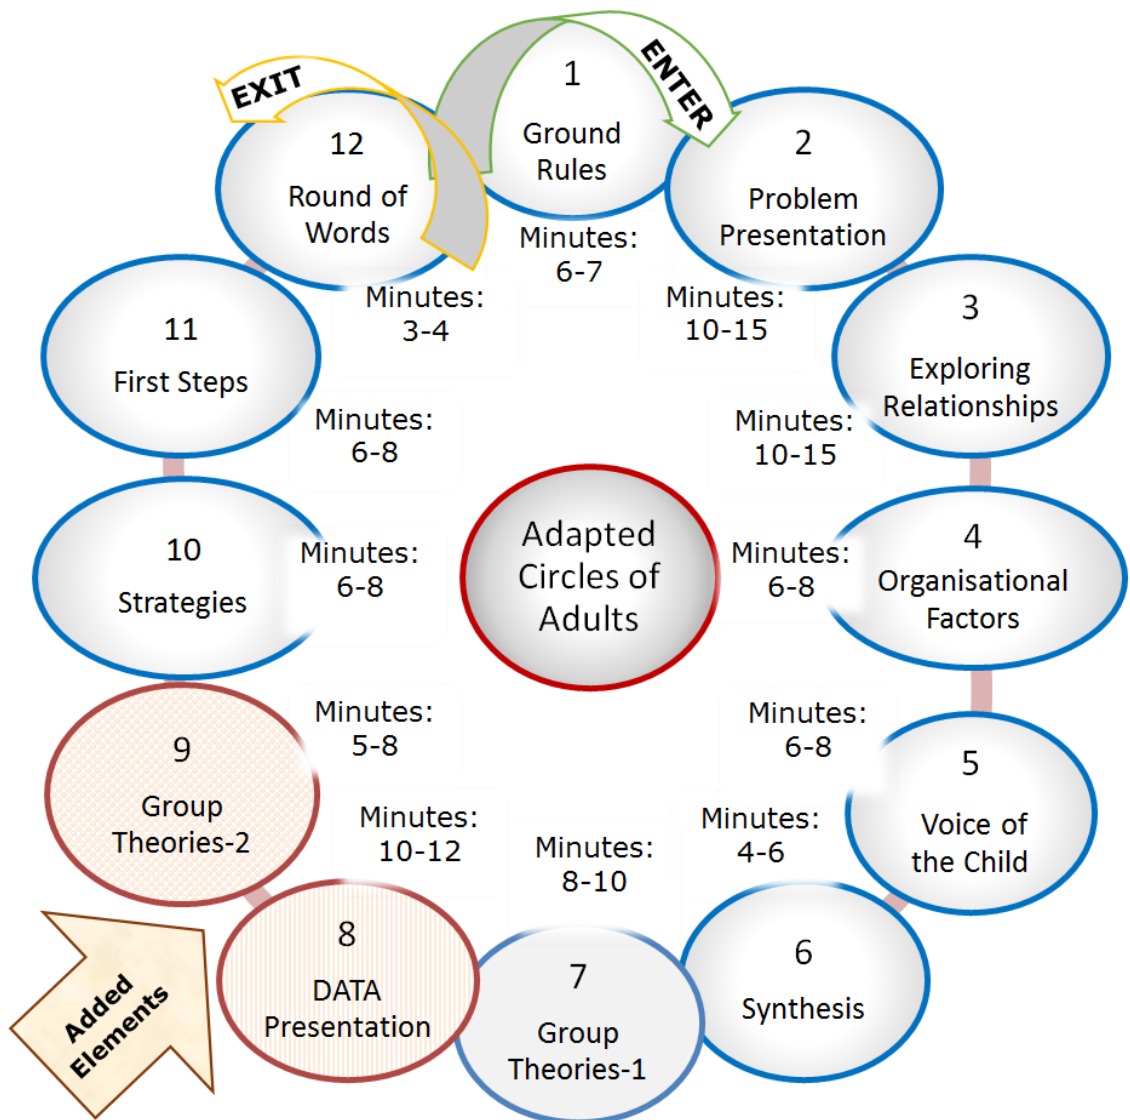 EXIT
ENTER
1
Ground
Rules
Minutes:
6-7
2
Problem
Presentation
Minutes:
10-15
3
Exploring
Relationships
Minutes:
10-15
4
Organisational
Factors
Minutes:
6-8
5
Voice of
the Child
Minutes:
6-8
6
Synthesis
Minutes:
4-6
7
Group
Theories-1
Minutes:
8-10
8
DATA
Presentation
Minutes:
10-12
9
Group
Theories-2
Minutes:
5-8
10
Strategies
Minutes:
6-8
11
First Steps
Minutes:
6-8
12
Round of
Words
Minutes:
3-4
Adapted
Circles of
Adults
Added
Elements